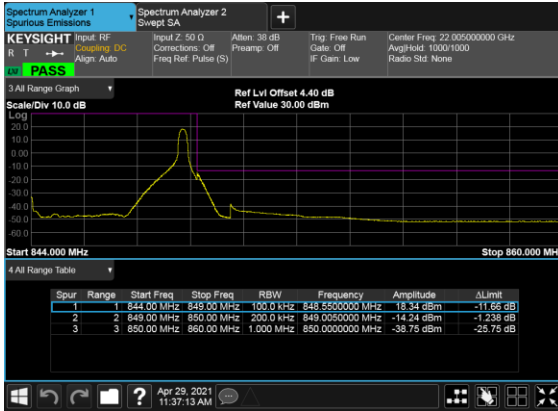 Spectrum Analyzer 1
Spurious Emissions
Spectrum Analyzer 2
Swept SA
KEYSIGHT
R T
LXI
PASS
Input: RF
Coupling: DC
Align: Auto
Input Z: 50 Ω
Corrections: Off
Freq Ref: Pulse (S)
Atten: 38 dB
Preamp: Off
Trig: Free Run
Gate: Off
IF Gain: Low
Center Freq: 22.005000000 GHz
Avg|Hold: 1000/1000
Radio Std: None
3 All Range Graph
Ref Lvl Offset 4.40 dB
Scale/Div 10.0 dB
Ref Value 30.00 dBm
Log
20.0
10.0
0.00
-10.0
-20.0
-30.0
-40.0
-50.0
-60.0
Start 844.000 MHz
Stop 860.000 MH
4 All Range Table
Spur Range Start Freq Stop Freq RBW Frequency Amplitude ΔLimit
1 1 844.00 MHz 849.00 MHz 100.0 kHz 848.5500000 MHz 18.34 dBm -11.66 dB
2 2 849.00 MHz 850.00 MHz 200.0 kHz 849.0050000 MHz -14.24 dBm -1.238 dB
3 3 850.00 MHz 860.00 MHz 1.000 MHz 850.0000000 MHz -38.75 dBm -25.75 dB
?
Apr 29, 2021
11:37:13 AM